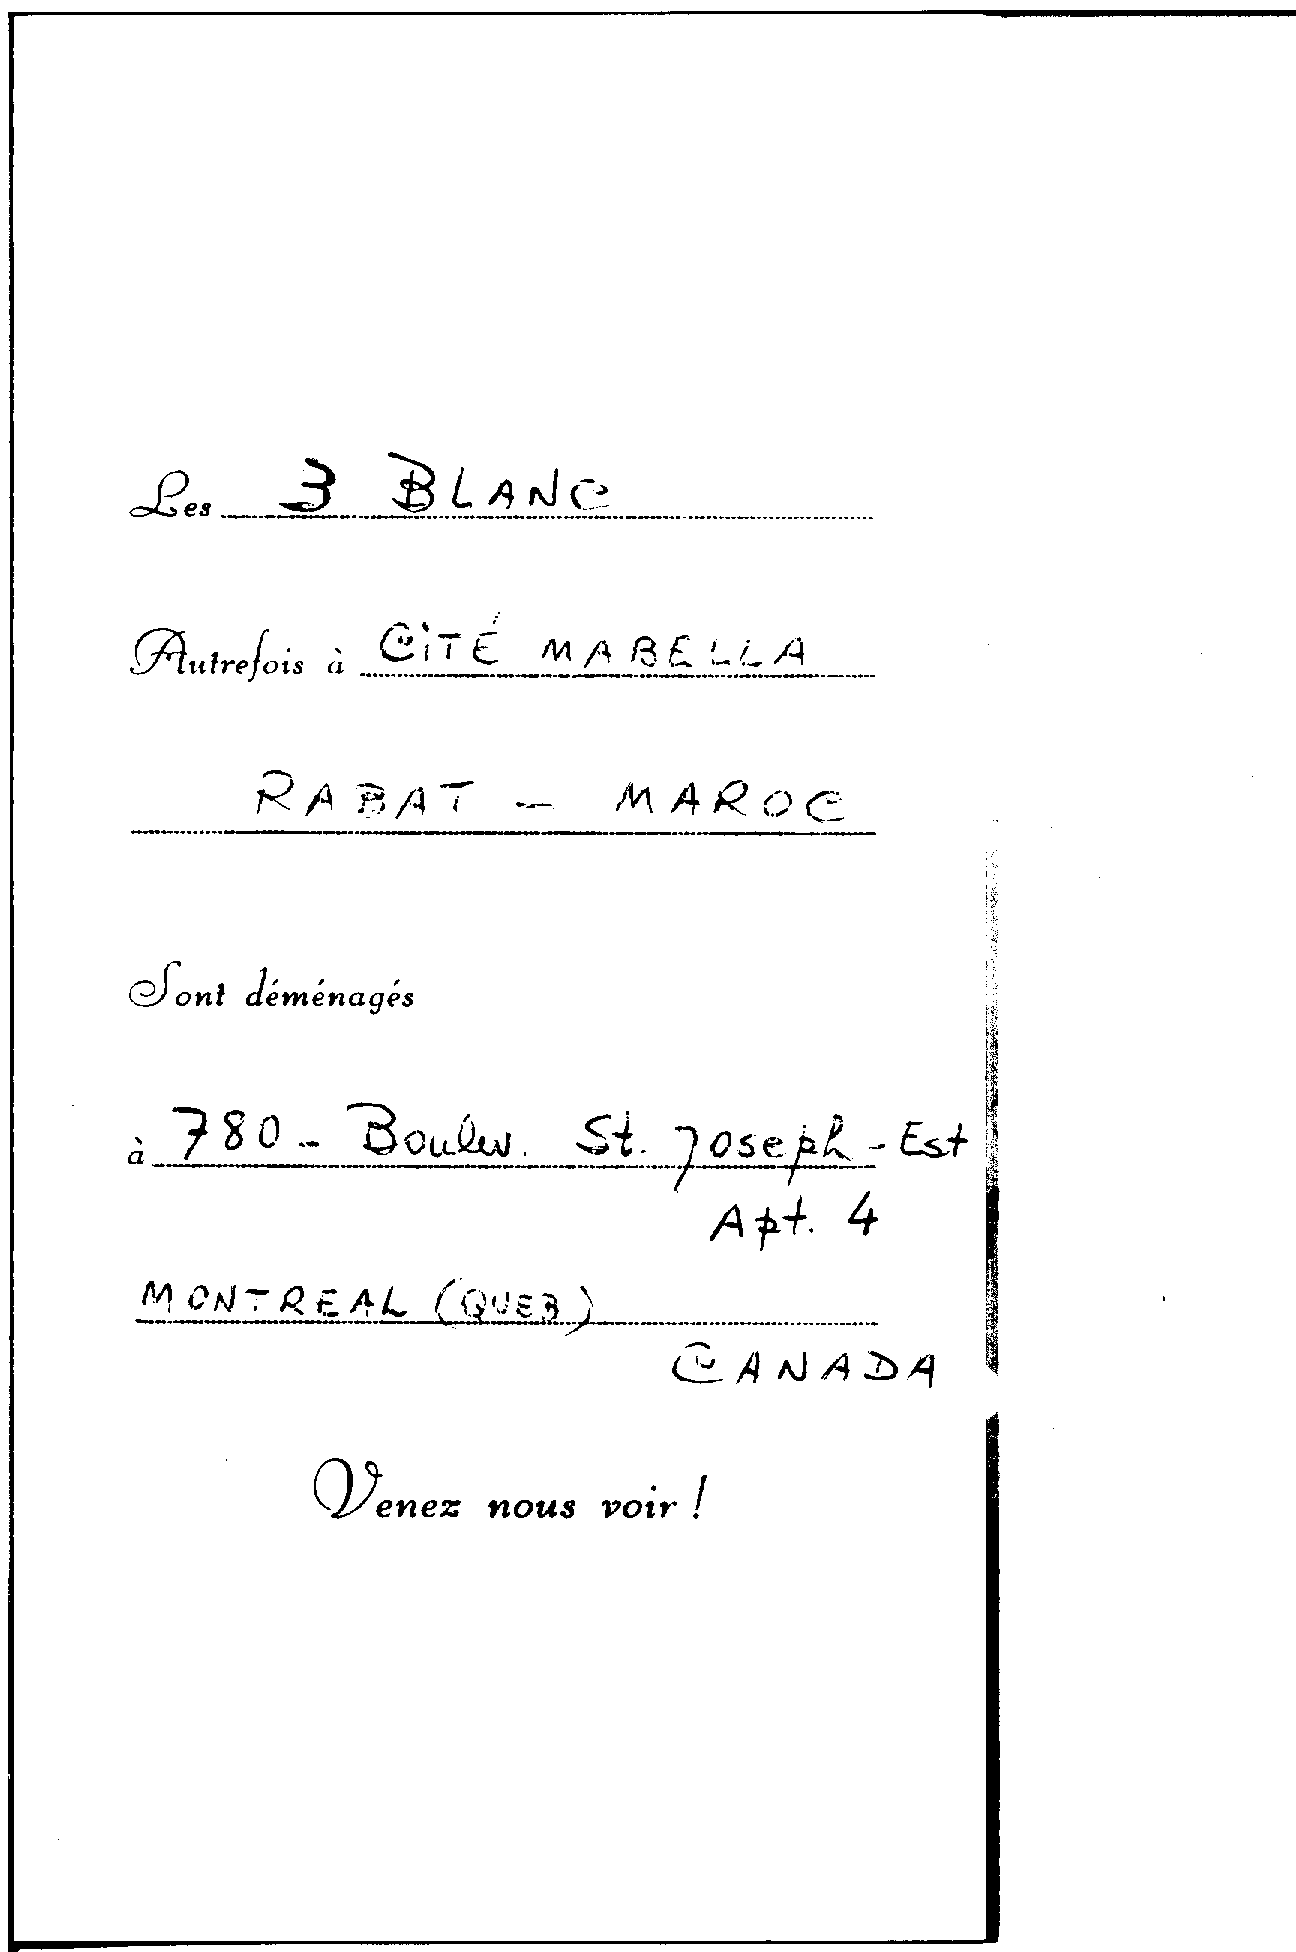 Les 3 BLANC
Autrefois à CITÉ MABELLA
RABAT - MAROC
Sont déménagés
à 780 - Boulev. St. Joseph - Est
Apt. 4
MONTREAL (QUEB)
CANADA
Venez nous voir !